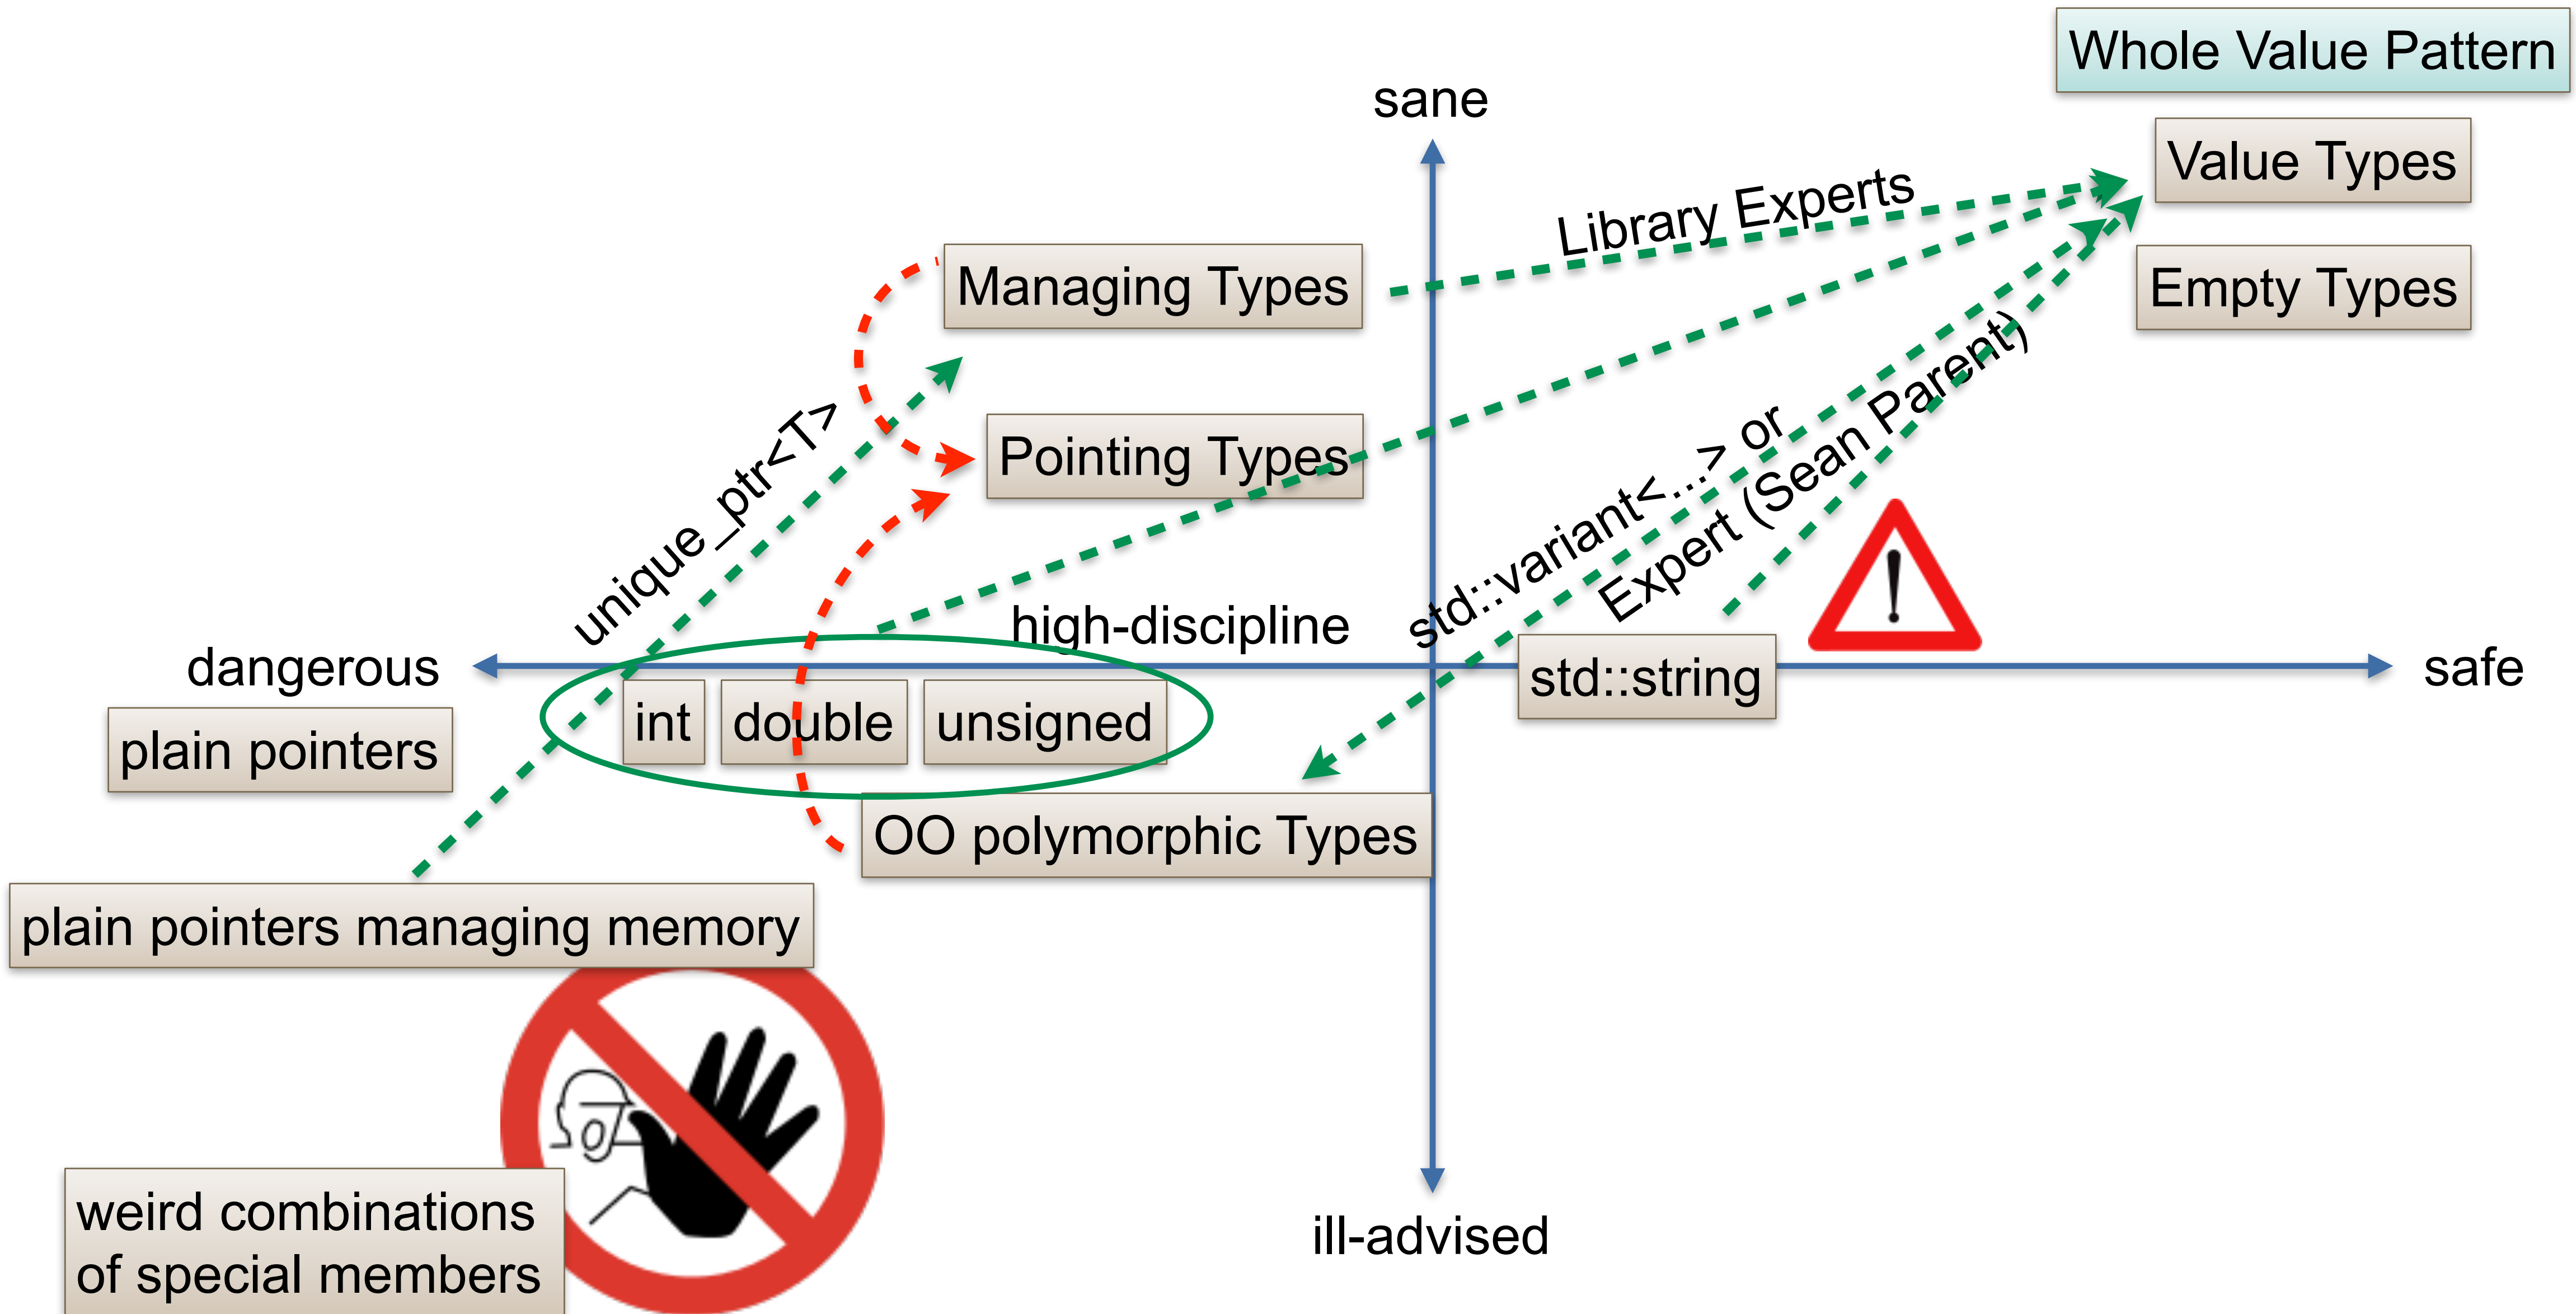 Whole Value Pattern
sane
Value Types
Library Experts
Managing Types
Empty Types
unique_ptr<T>
Pointing Types
std::variant<...> or
Expert (Sean Parent)
high-discipline
dangerous
safe
std::string
int
double
unsigned
plain pointers
OO polymorphic Types
plain pointers managing memory
weird combinations
of special members
ill-advised